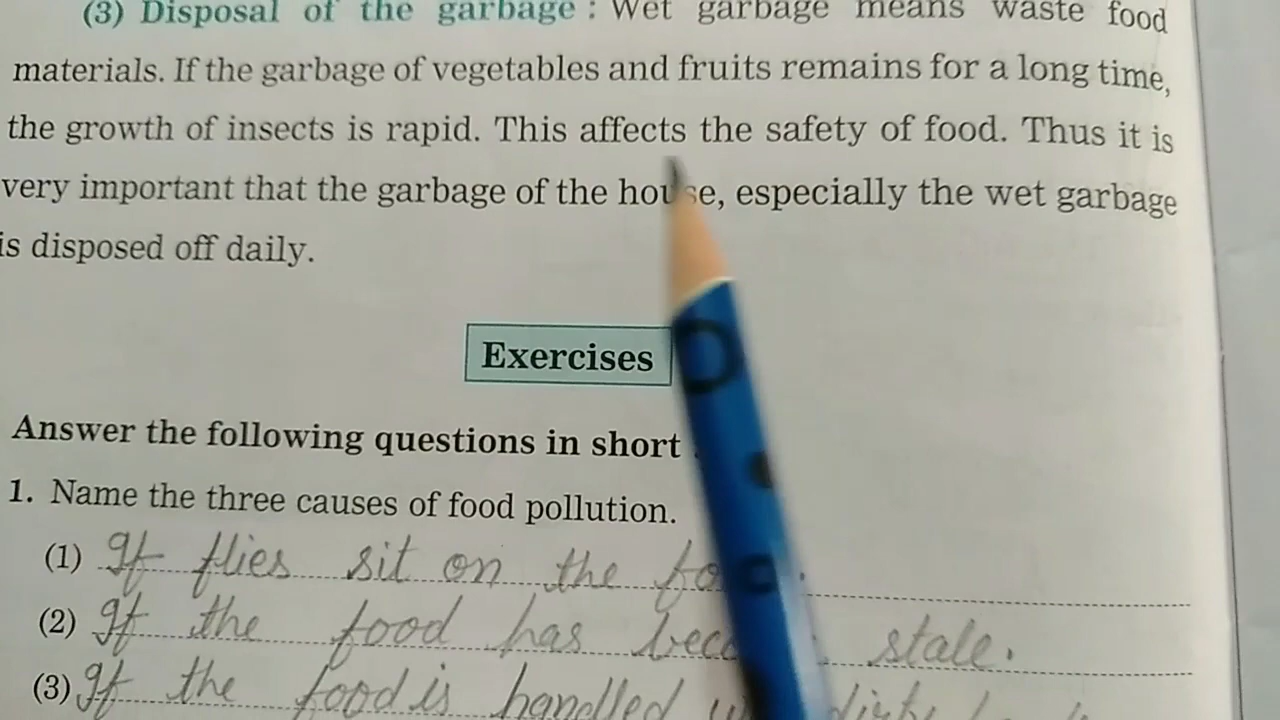 (3) Disposal of the garbage : Wet garbage means waste food
materials. If the garbage of vegetables and fruits remains for a long time,
the growth of insects is rapid. This affects the safety of food. Thus it is
very important that the garbage of the house, especially the wet garbage
is disposed off daily.
Exercises
Answer the following questions in short
1. Name the three causes of food pollution.
(1) If flies sit on the
(2) If the food has stale.
(3) If the food is handled